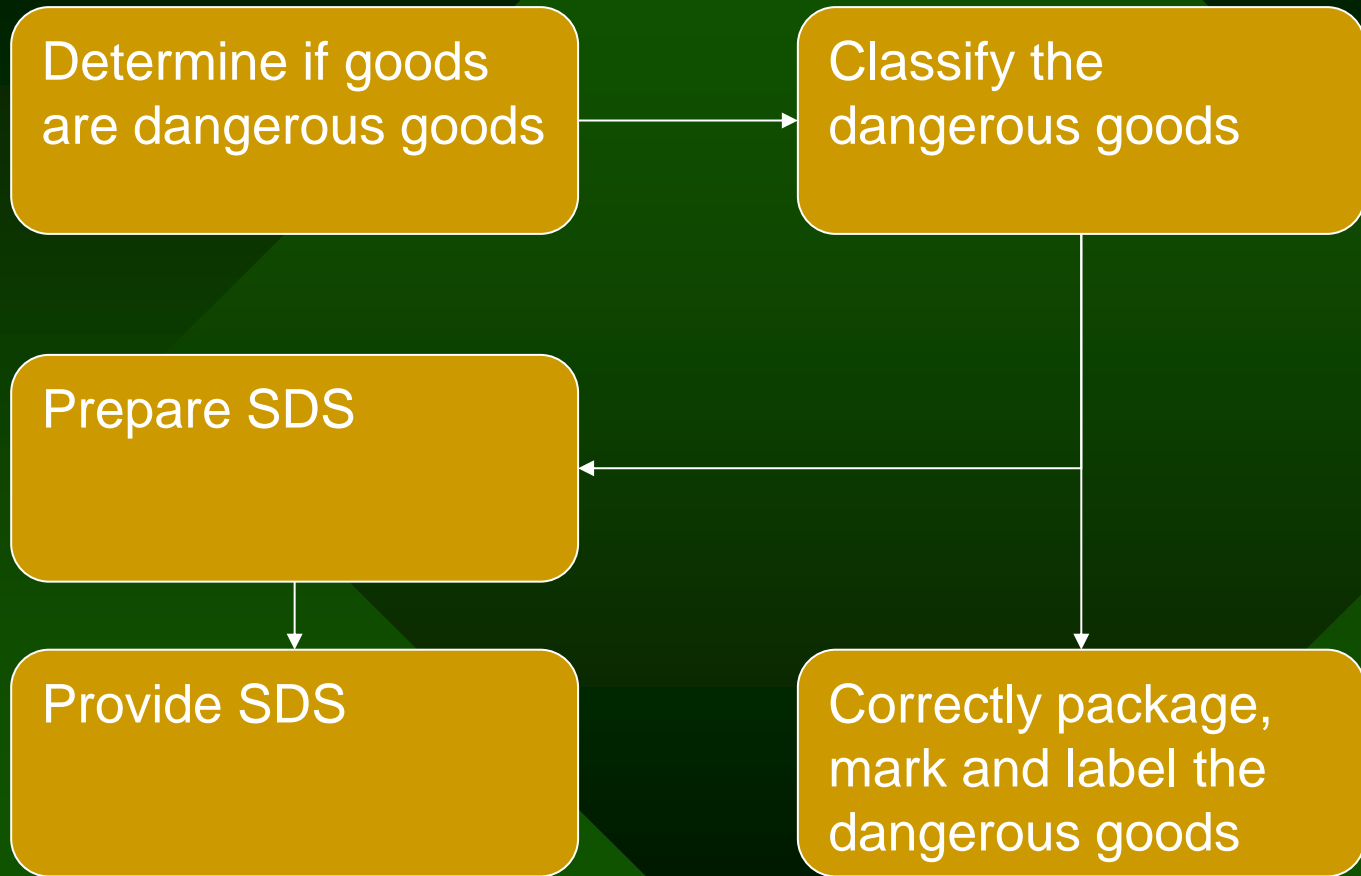 Determine if goods
are dangerous goods
Classify the
dangerous goods
Prepare SDS
Provide SDS
Correctly package,
mark and label the
dangerous goods